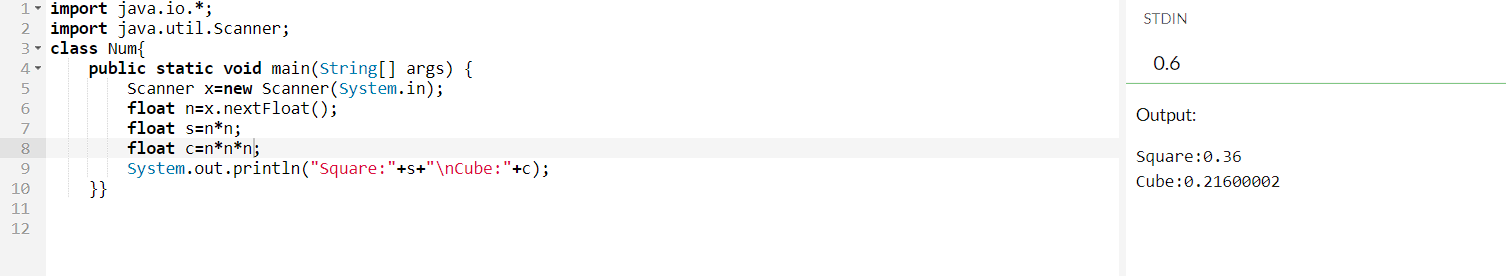 1 import java.io.*;
2 import java.util.Scanner;
3 class Num{
4     public static void main(String[] args) {
5         Scanner x=new Scanner(System.in);
6         float n=x.nextFloat();
7         float s=n*n;
8         float c=n*n*n;
9         System.out.println("Square:"+s+"\nCube:"+c);
10     }}
11
12
STDIN
0.6
Output:
Square:0.36
Cube:0.21600002